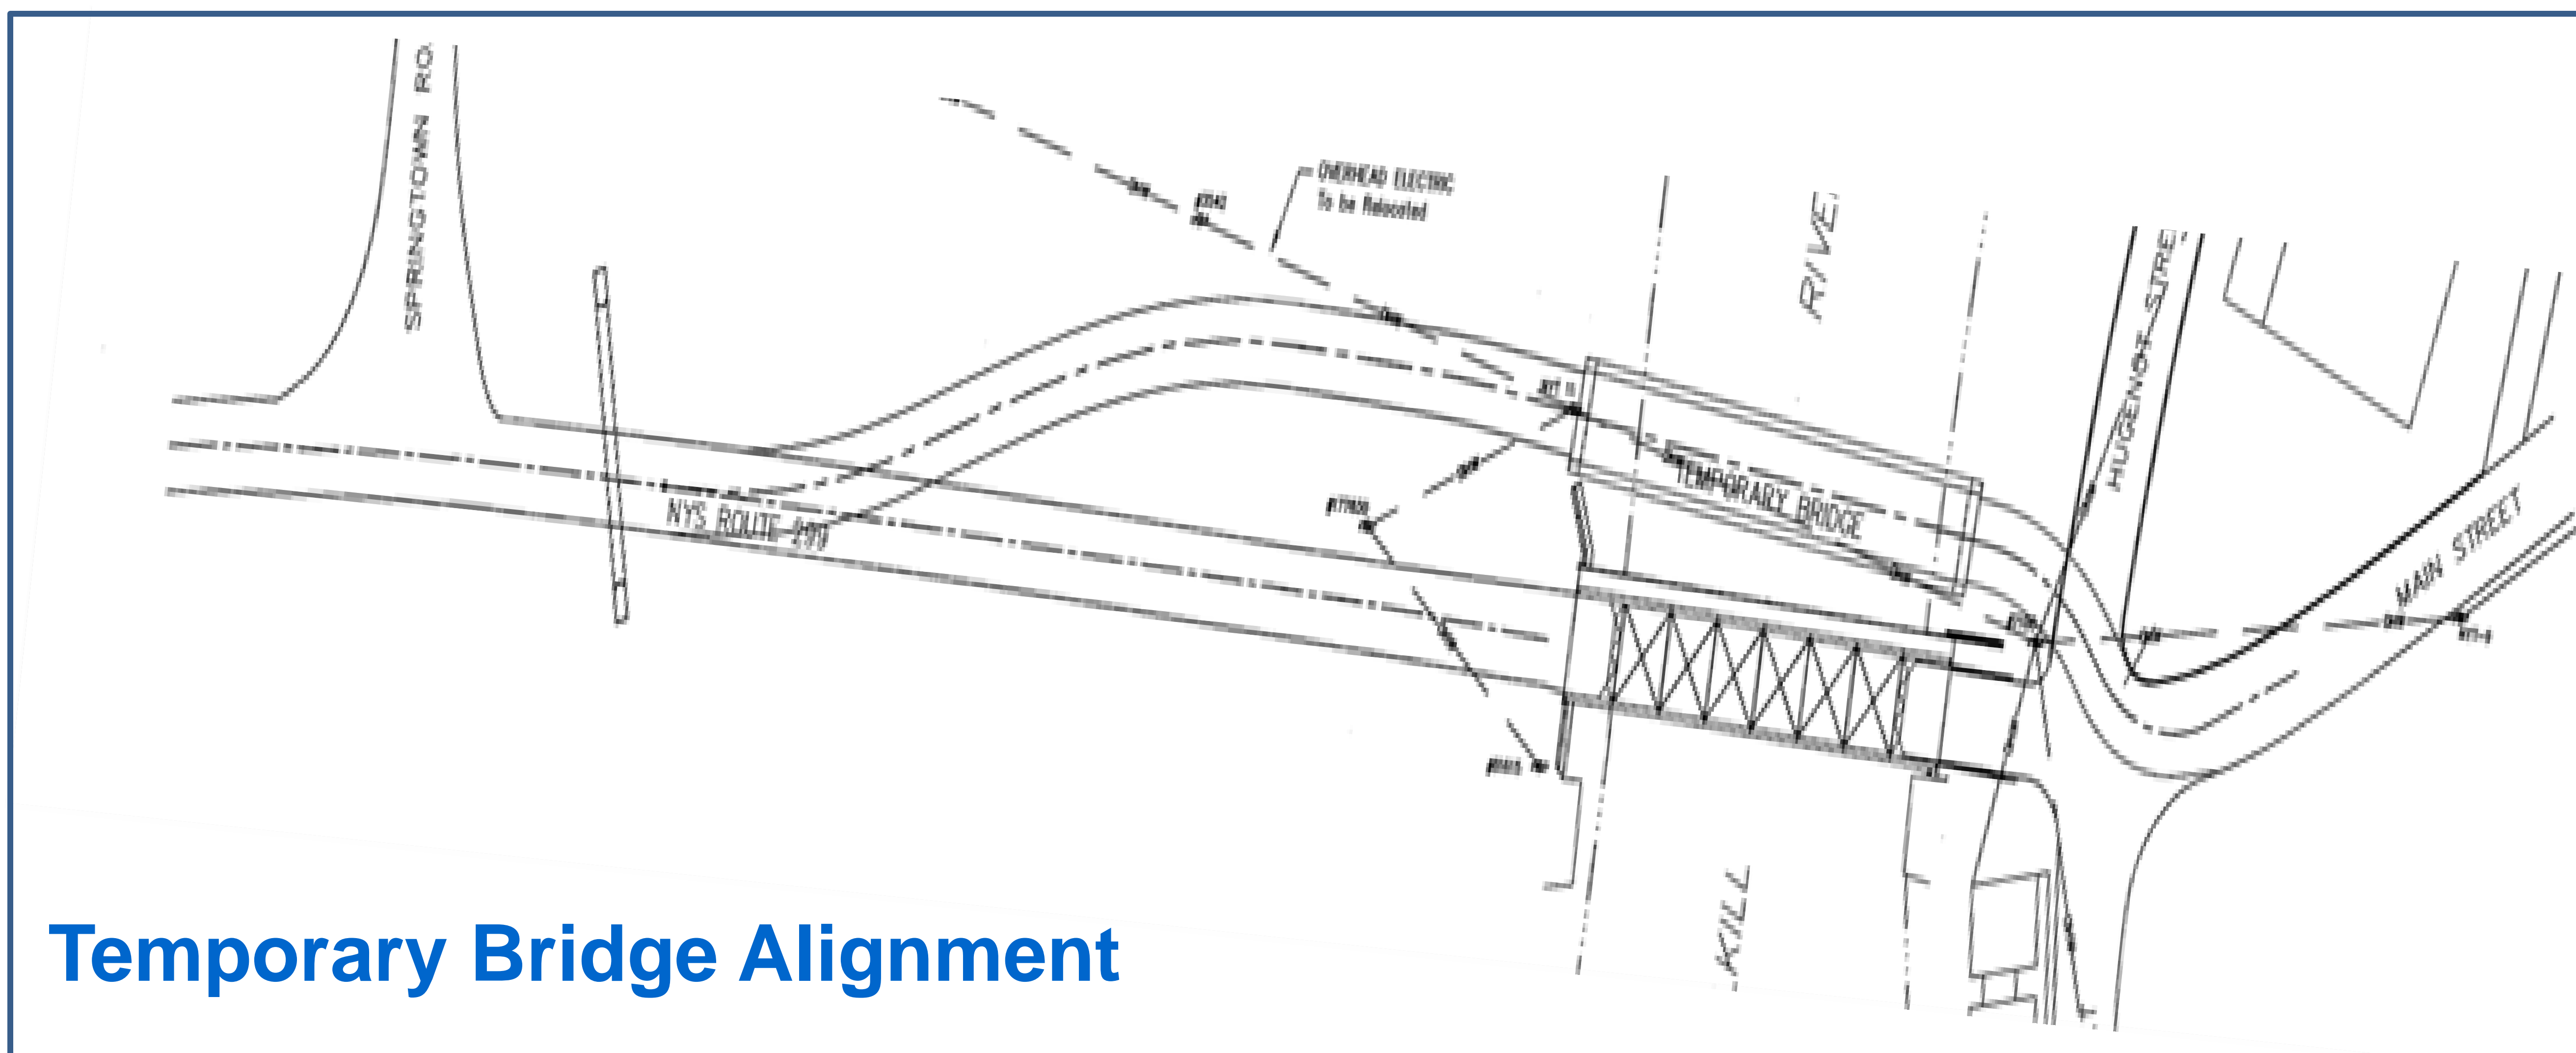 SPRINGTOWN RD.
OVERHEAD ELECTRIC
To be Relocated
RIVE
HUGENOT STRE
NYS ROUTE
TEMPORARY BRIDGE
MAIN STREET
KILL
Temporary Bridge Alignment